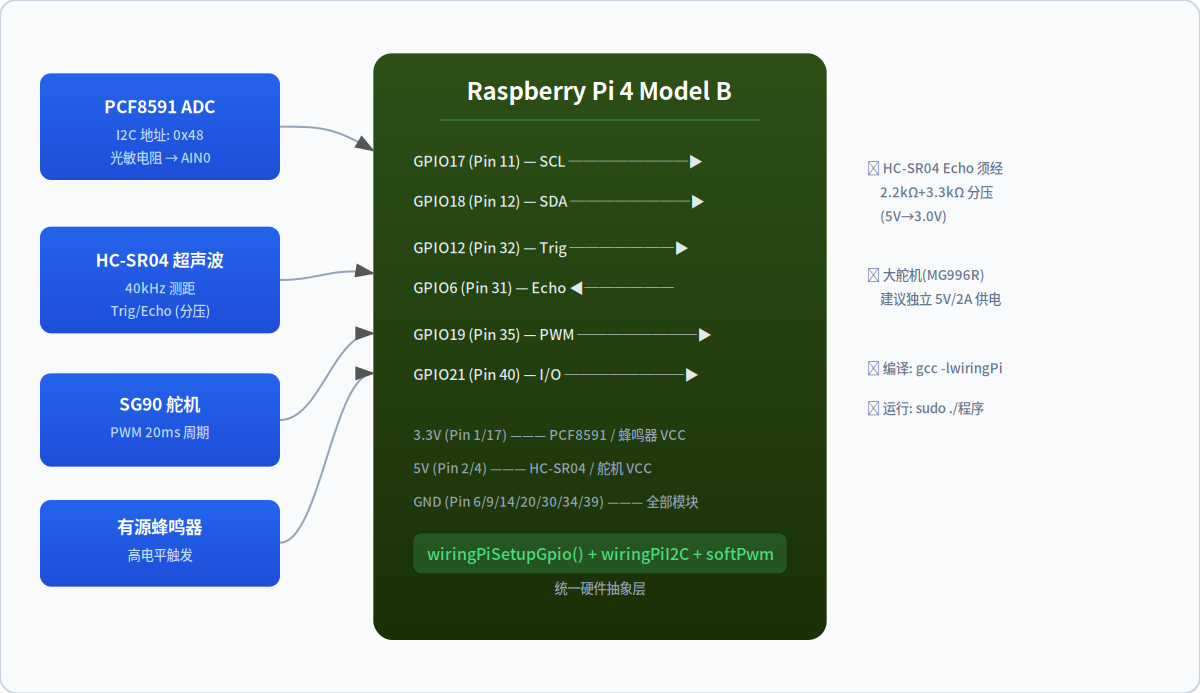 PCF8591 ADC
I2C 地址: 0x48
光敏电阻 → AIN0
HC-SR04 超声波
40kHz 测距
Trig/Echo (分压)
SG90 舵机
PWM 20ms 周期
有源蜂鸣器
高电平触发
Raspberry Pi 4 Model B
GPIO17 (Pin 11) — SCL ————————▶
GPIO18 (Pin 12) — SDA ————————▶
GPIO12 (Pin 32) — Trig ———————▶
GPIO6 (Pin 31) — Echo ◀——————
GPIO19 (Pin 35) — PWM ————————▶
GPIO21 (Pin 40) — I/O ————————▶
3.3V (Pin 1/17) ——— PCF8591 / 蜂鸣器 VCC
5V (Pin 2/4) ——— HC-SR04 / 舵机 VCC
GND (Pin 6/9/14/20/30/34/39) ——— 全部模块
wiringPiSetupGpio() + wiringPiI2C + softPwm
统一硬件抽象层
HC-SR04 Echo 须经
2.2kΩ+3.3kΩ 分压
(5V→3.0V)
大舵机(MG996R)
建议独立 5V/2A 供电
编译: gcc -lwiringPi
运行: sudo ./程序